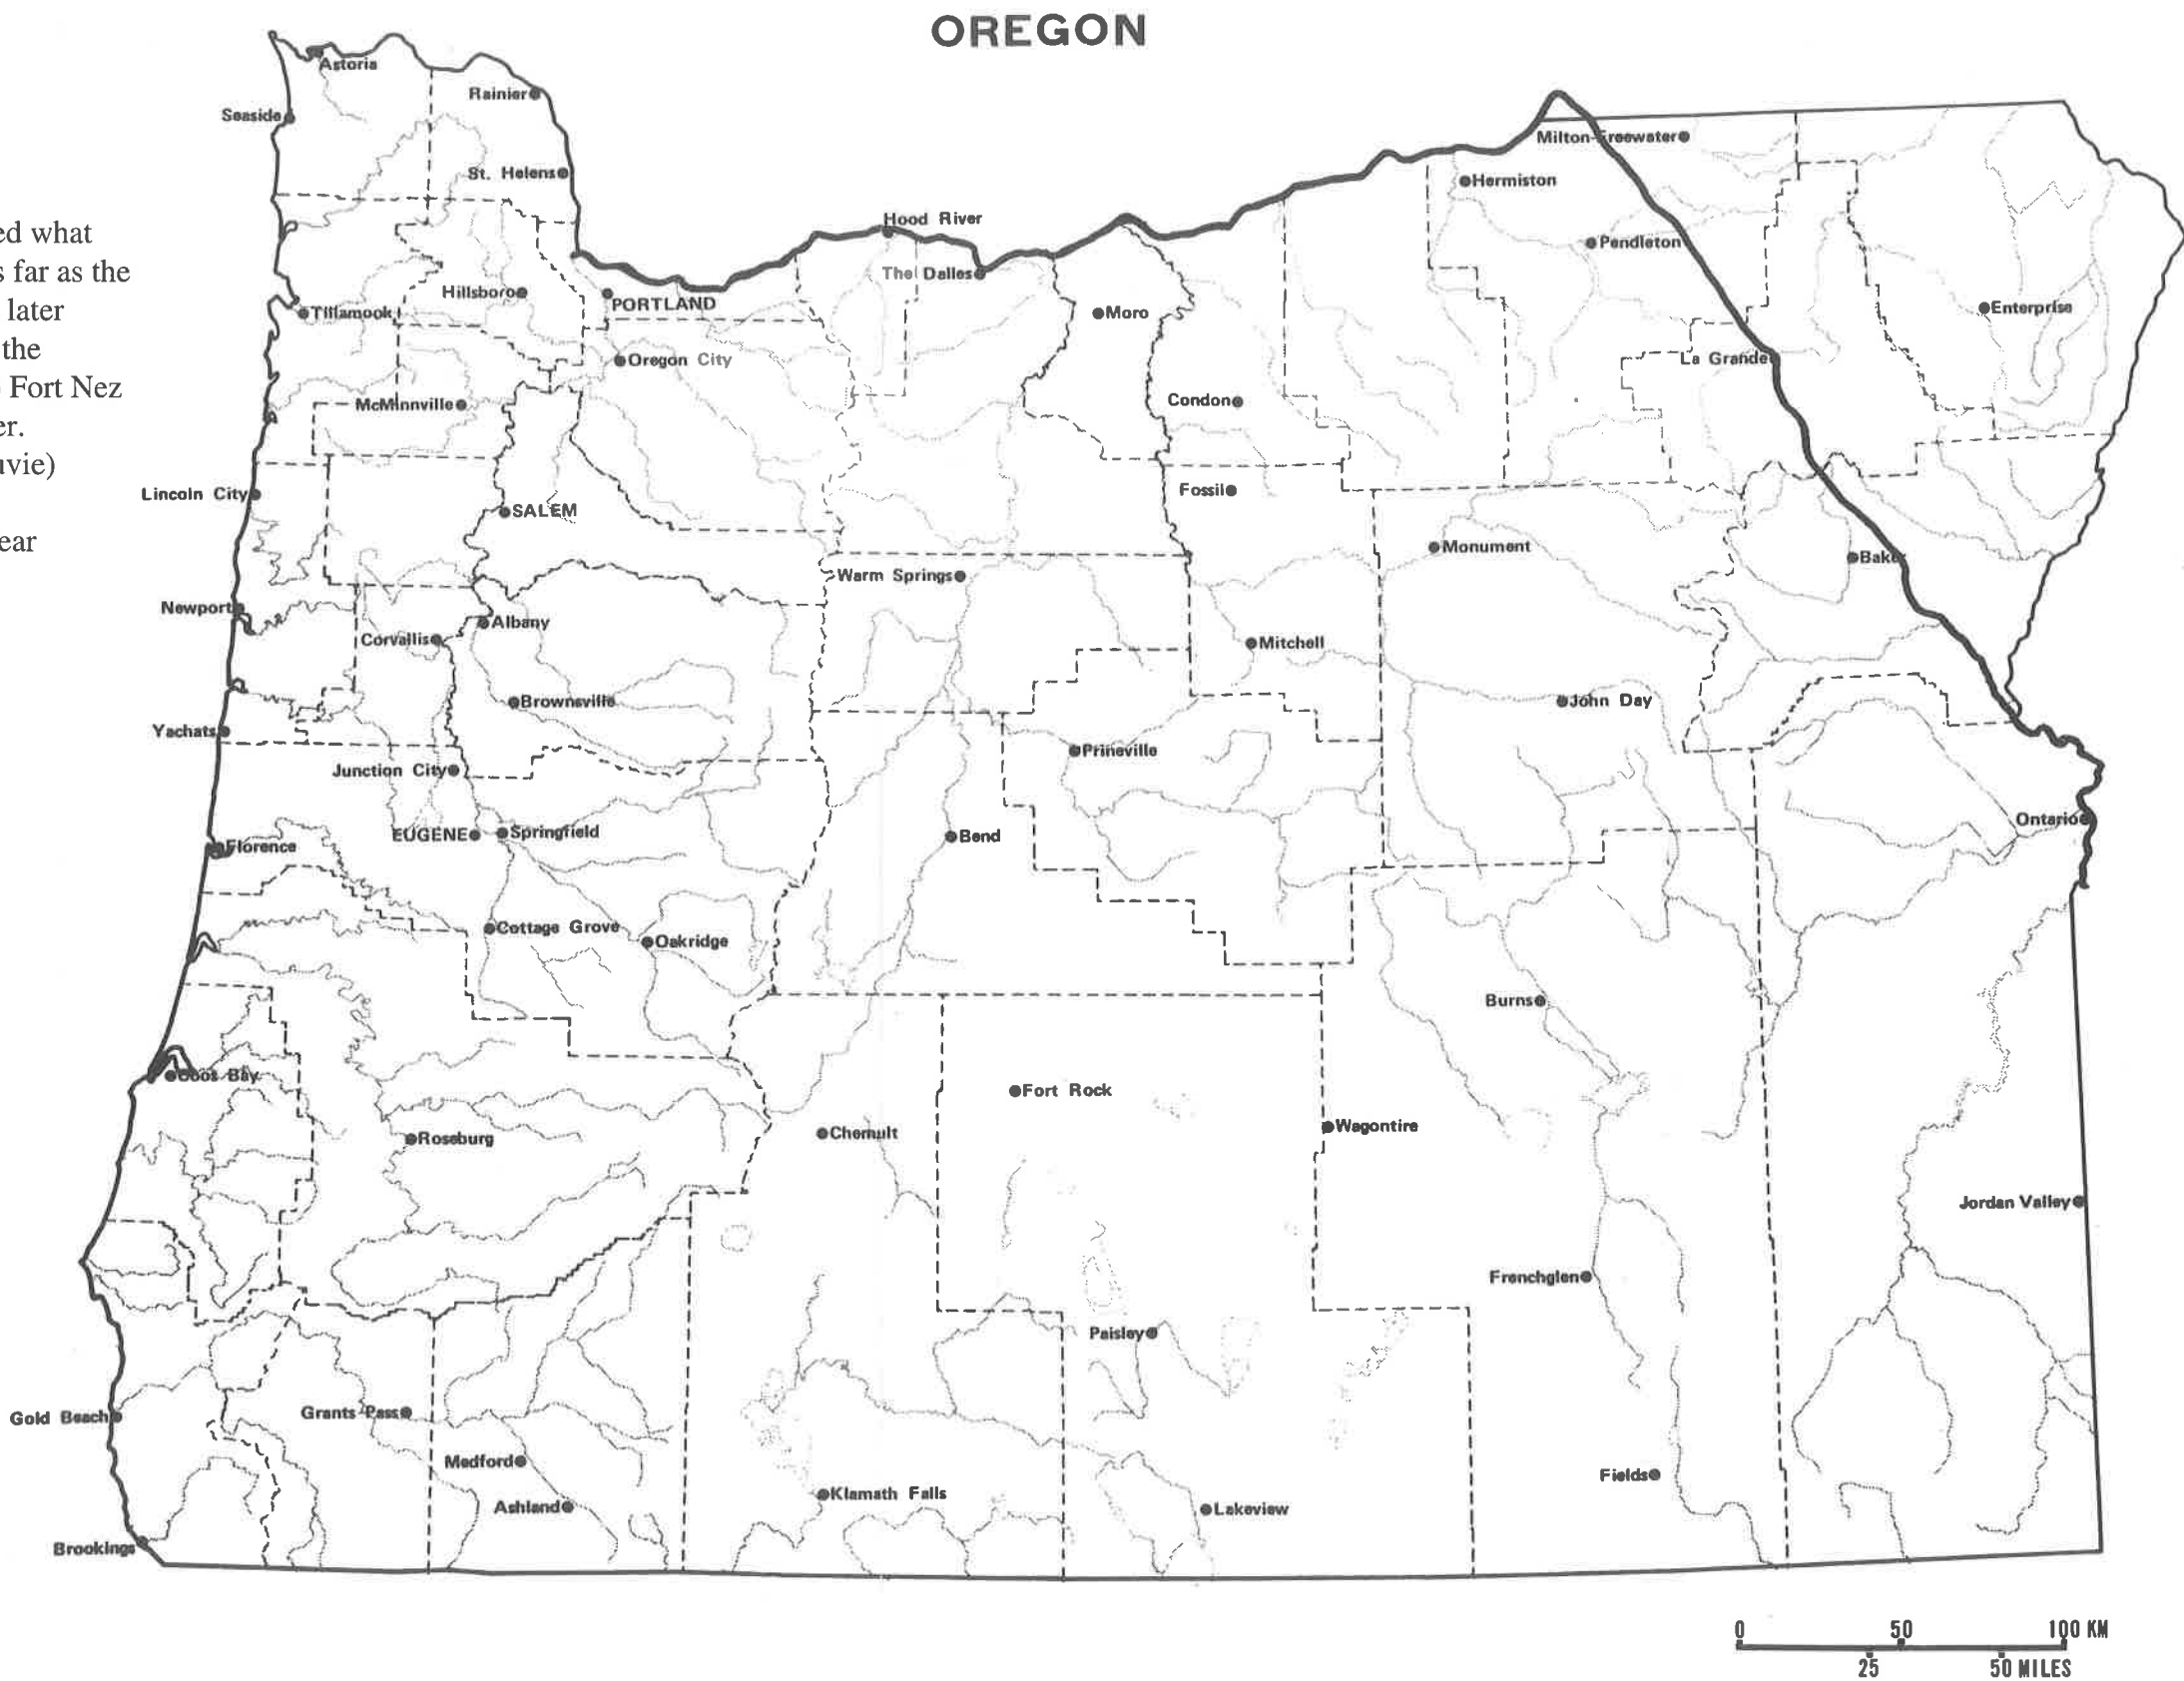 OREGON
Astoria
Rainier
Seaside
Milton-Freewater
St. Helens
Hermiston
ed what
Hood River
Pendleton
s far as the
The Dalles
Hillsboro
PORTLAND
later
Tillamook
Moro
Enterprise
the
Oregon City
La Grande
Fort Nez
McMinnville
Condon
er.
uvie)
Lincoln City
Fossil
SALEM
ear
Monument
Baker
Warm Springs
Newport
Albany
Corvallis
Mitchell
Brownsville
John Day
Yachats
Prineville
Junction City
Ontario
EUGENE
Springfield
Bend
Florence
Cottage Grove
Oakridge
Burns
Coos Bay
Fort Rock
Wagontire
Chemult
Roseburg
Jordan Valley
Frenchglen
Paisley
Gold Beach
Grants Pass
Medford
Fields
Klamath Falls
Ashland
Lakeview
Brookings
0 50 100 KM
25 50 MILES